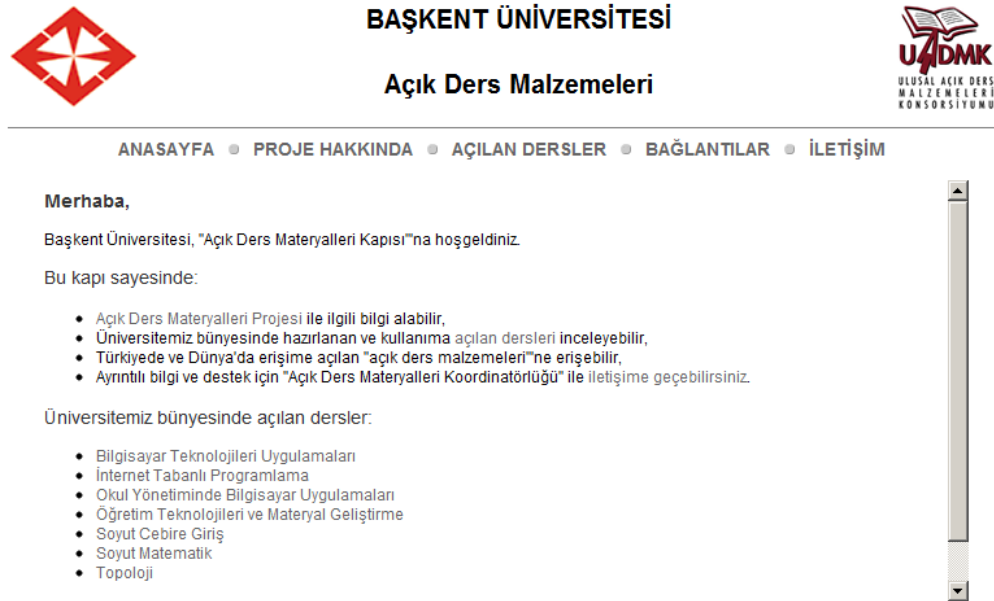 BAŞKENT ÜNİVERSİTESİ
Açık Ders Malzemeleri
UADMK
ULUSAL AÇIK DERS
MALZEMELERİ
KONSORSİYUMU
ANASAYFA PROJE HAKKINDA AÇILAN DERSLER BAĞLANTILAR İLETİŞİM
Merhaba,
Başkent Üniversitesi, "Açık Ders Materyalleri Kapısı"'na hoşgeldiniz.
Bu kapı sayesinde:
• Açık Ders Materyalleri Projesi ile ilgili bilgi alabilir,
• Üniversitemiz bünyesinde hazırlanan ve kullanıma açılan dersleri inceleyebilir,
• Türkiyede ve Dünya'da erişime açılan "açık ders malzemeleri"'ne erişebilir,
• Ayrıntılı bilgi ve destek için "Açık Ders Materyalleri Koordinatörlüğü" ile iletişime geçebilirsiniz.
Üniversitemiz bünyesinde açılan dersler:
• Bilgisayar Teknolojileri Uygulamaları
• İnternet Tabanlı Programlama
• Okul Yönetiminde Bilgisayar Uygulamaları
• Öğretim Teknolojileri ve Materyal Geliştirme
• Soyut Cebire Giriş
• Soyut Matematik
• Topoloji